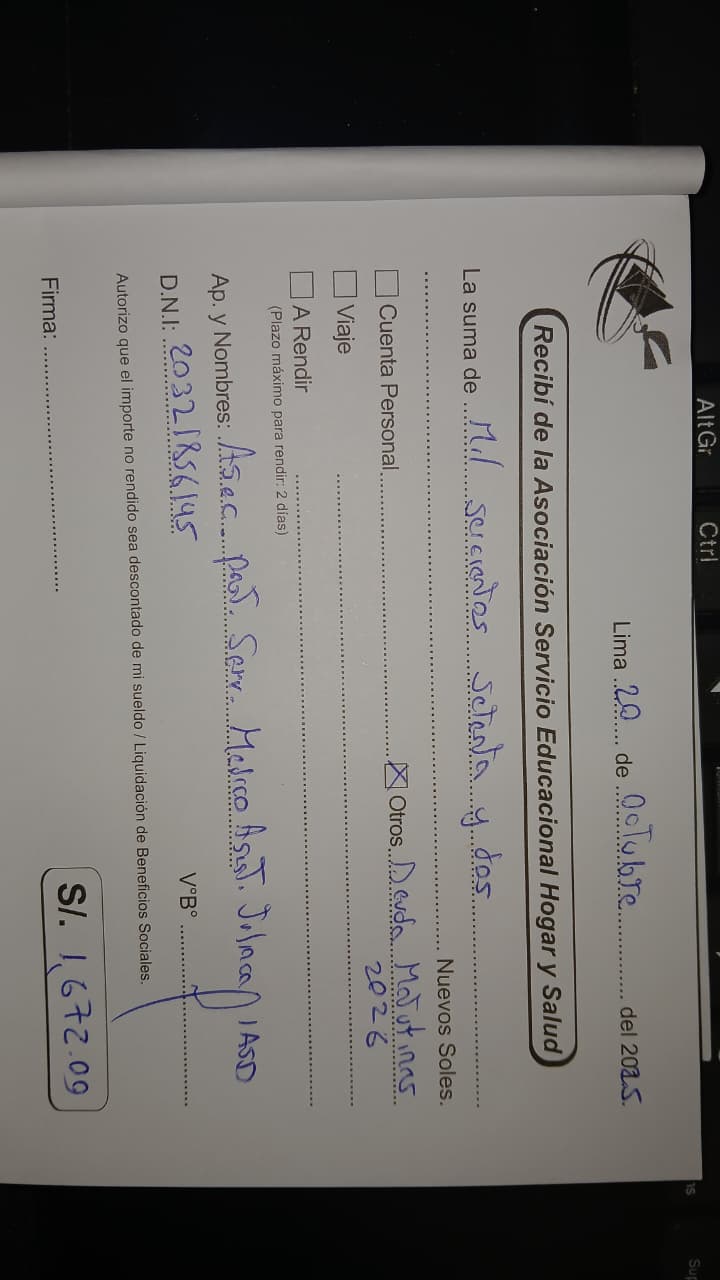 Lima 20 de Octubre del 2025.
Recibí de la Asociación Servicio Educacional Hogar y Salud
La suma de Mil seiscientos setenta y dos
Nuevos Soles.
Cuenta Personal ☒ Otros Deuda Matutinas
2026
Viaje
A Rendir
(Plazo máximo para rendir: 2 días)
Ap. y Nombres: Asoc. pat. Serv. Medico Asist. Juliaca IASD
D.N.I: 20321856145
V°B°
Autorizo que el importe no rendido sea descontado de mi sueldo / Liquidación de Beneficios Sociales.
Firma:
S/. 1,672.09
AltGr
Ctrl